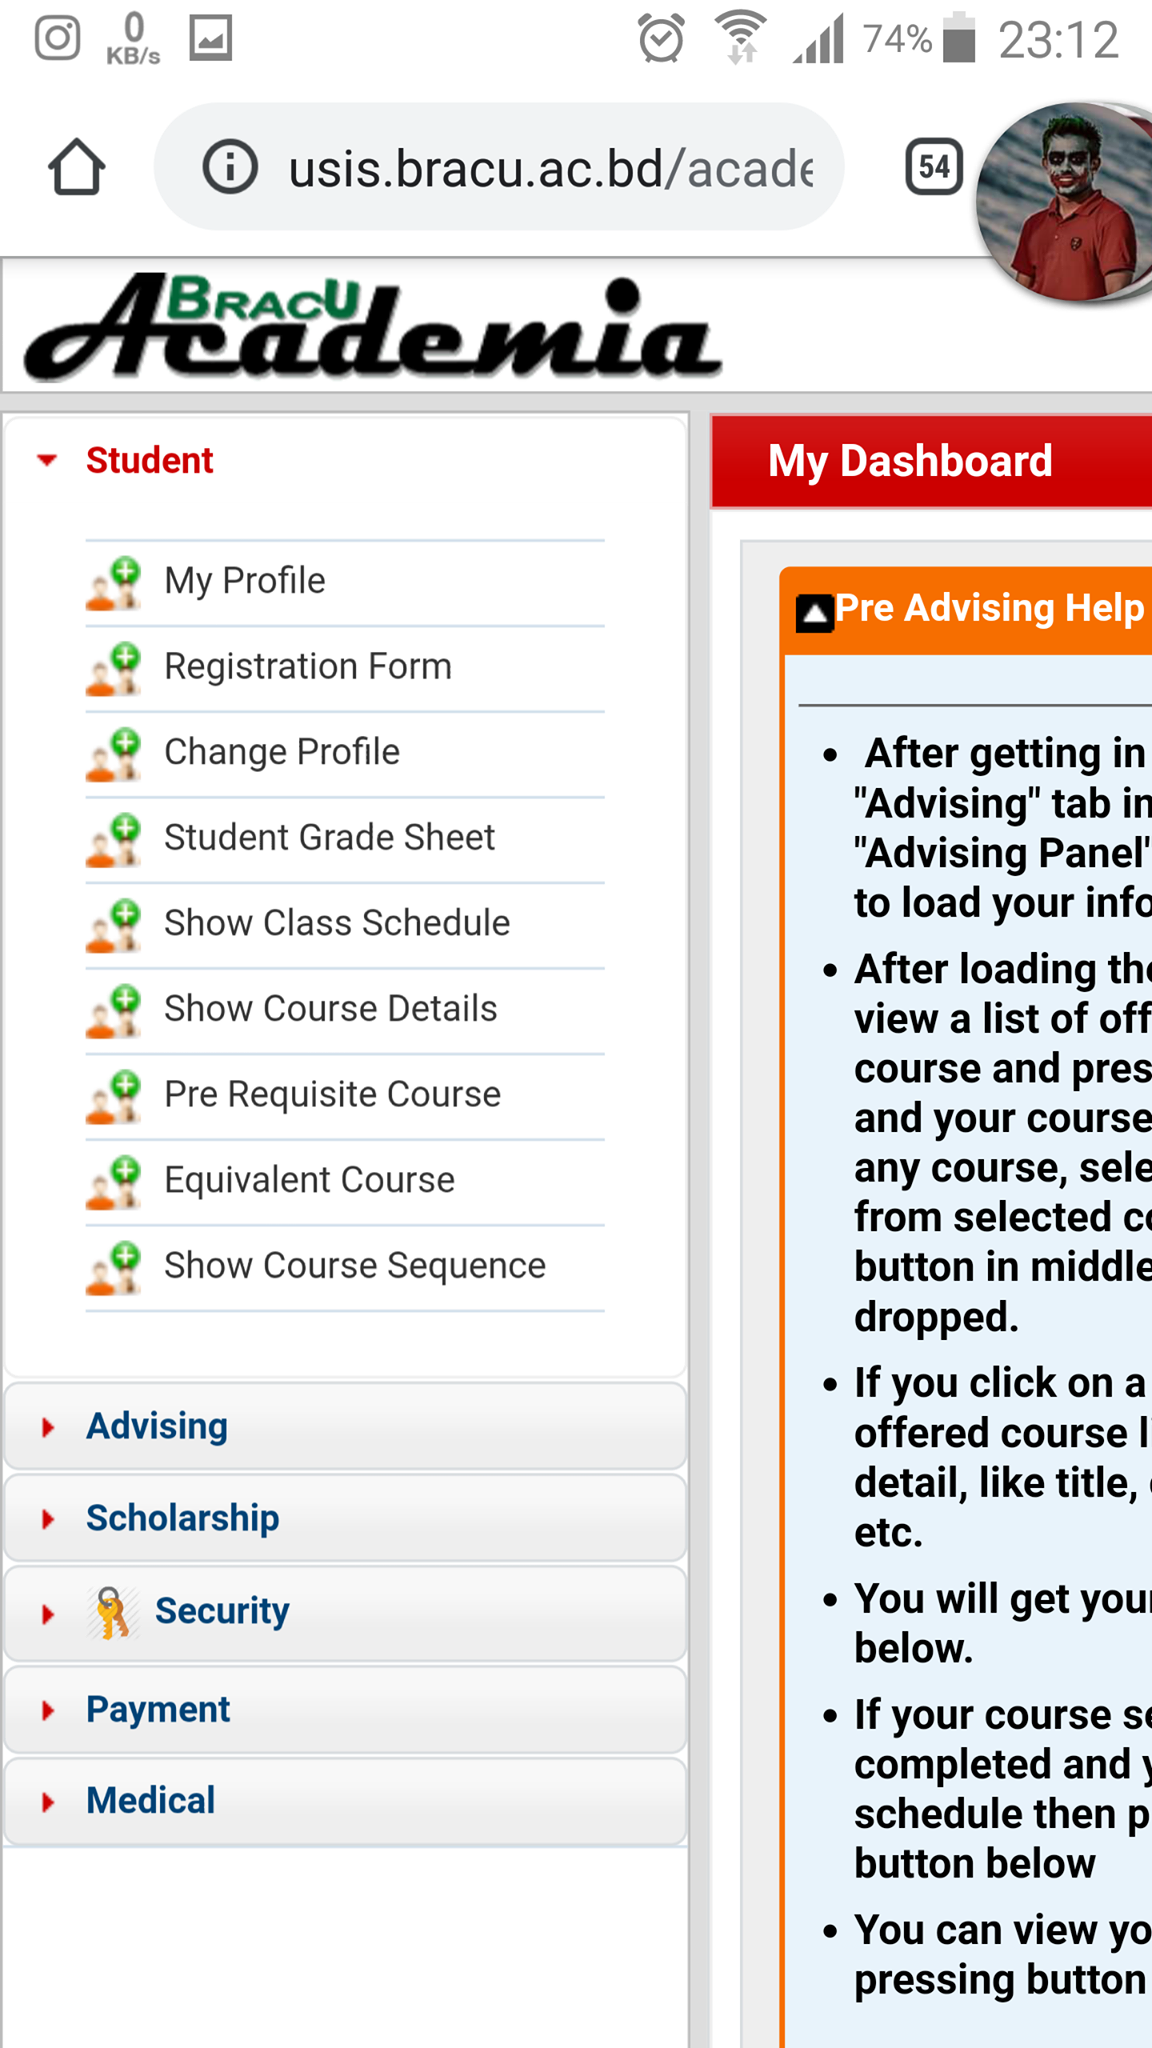 0
KB/s
74%
23:12
usis.bracu.ac.bd/acade
54
BRACU
Academia
Student
My Profile
Registration Form
Change Profile
Student Grade Sheet
Show Class Schedule
Show Course Details
Pre Requisite Course
Equivalent Course
Show Course Sequence
Advising
Scholarship
Security
Payment
Medical
My Dashboard
Pre Advising Help
• After getting in
"Advising" tab in
"Advising Panel"
to load your info
• After loading the
view a list of off
course and pres
and your course
any course, sele
from selected co
button in middle
dropped.
• If you click on a
offered course li
detail, like title,
etc.
• You will get your
below.
• If your course se
completed and y
schedule then p
button below
• You can view yo
pressing button